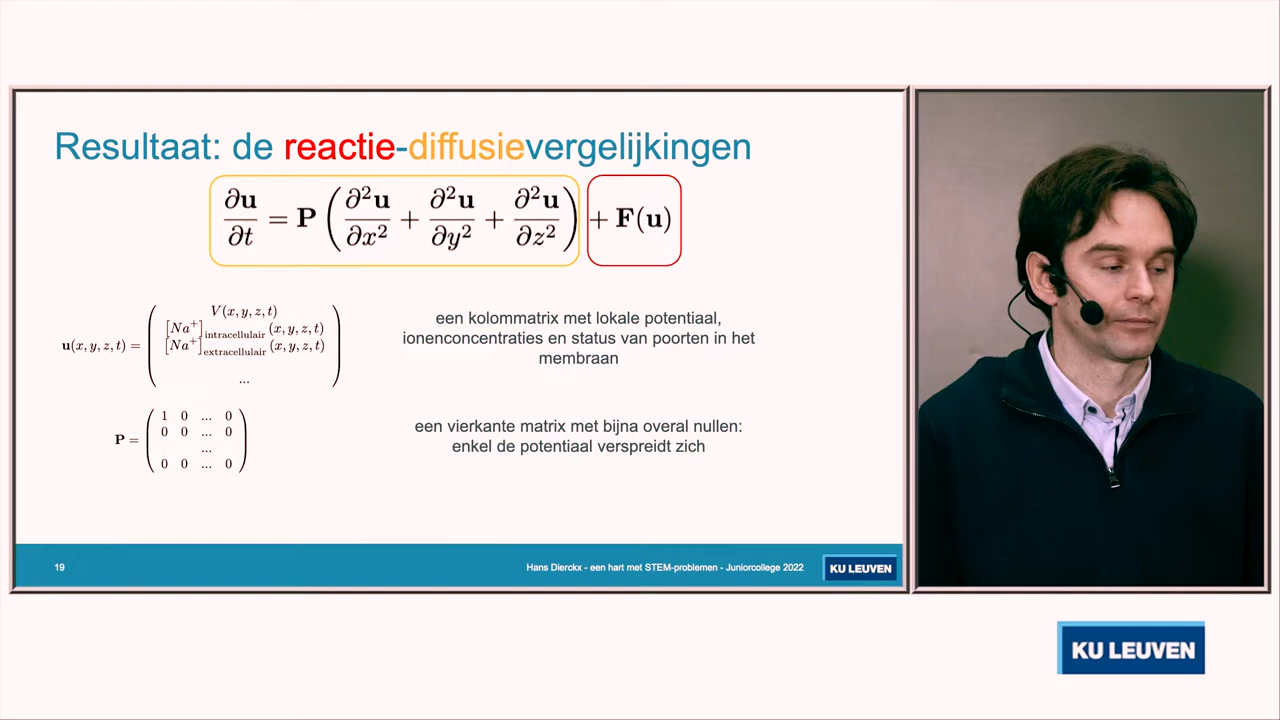 Resultaat: de reactie-diffusievergelijkingen
∂u/∂t = P (∂²u/∂x² + ∂²u/∂y² + ∂²u/∂z²) + F(u)
u(x, y, z, t) = ( V(x, y, z, t)
[Na⁺]intracellulair (x, y, z, t)
[Na⁺]extracellulair (x, y, z, t)
... )
een kolommatrix met lokale potentiaal,
ionenconcentraties en status van poorten in het
membraan
P = ( 1 0 ... 0
0 0 ... 0
...
0 0 ... 0 )
een vierkante matrix met bijna overal nullen:
enkel de potentiaal verspreidt zich
19
Hans Dierckx - een hart met STEM-problemen - Juniorcollege 2022
KU LEUVEN
KU LEUVEN